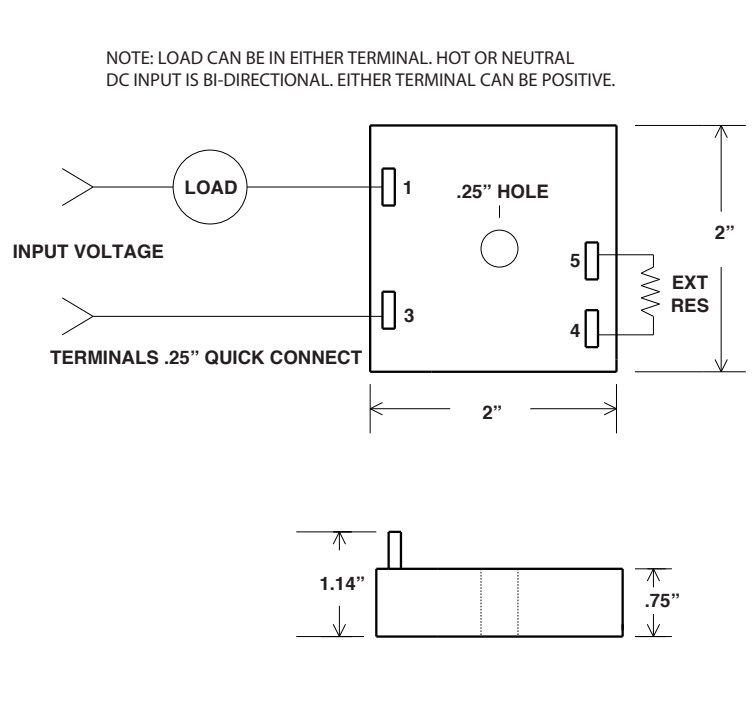 NOTE: LOAD CAN BE IN EITHER TERMINAL. HOT OR NEUTRAL
DC INPUT IS BI-DIRECTIONAL. EITHER TERMINAL CAN BE POSITIVE.
LOAD
1
.25” HOLE
2”
INPUT VOLTAGE
5
EXT
RES
3
4
TERMINALS .25” QUICK CONNECT
2”
1.14”
.75”